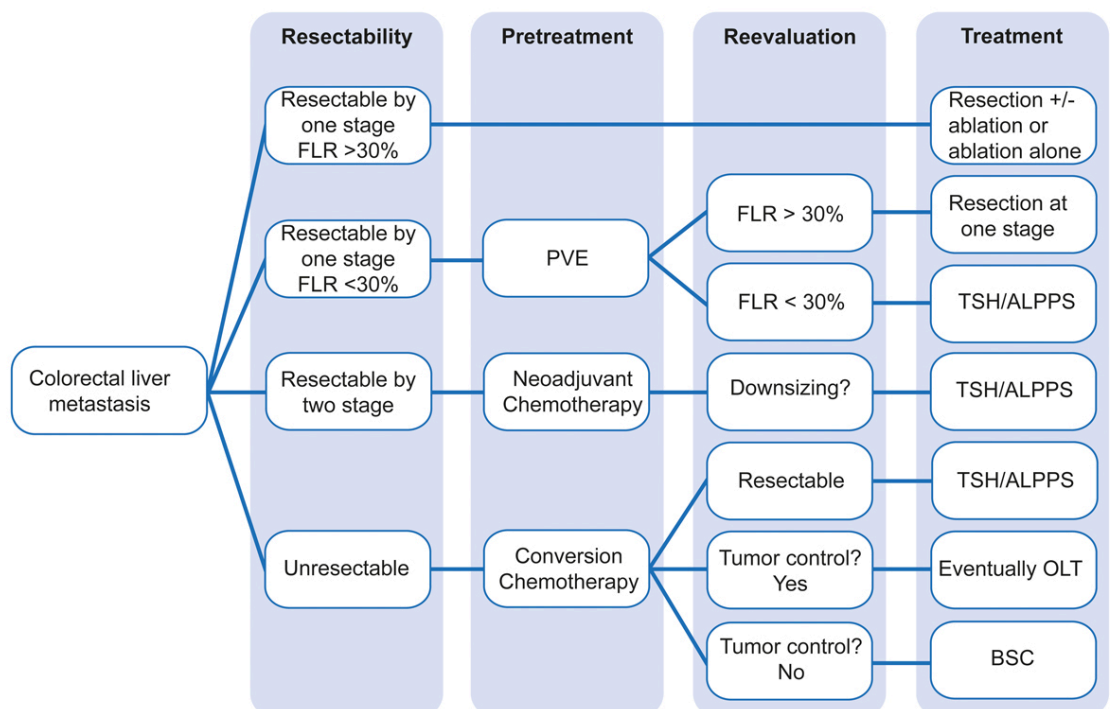 Resectability
Pretreatment
Reevaluation
Treatment
Resectable by
one stage
FLR >30%
Resection +/-
ablation or
ablation alone
Resectable by
one stage
FLR <30%
PVE
FLR > 30%
Resection at
one stage
FLR < 30%
TSH/ALPPS
Colorectal liver
metastasis
Resectable by
two stage
Neoadjuvant
Chemotherapy
Downsizing?
TSH/ALPPS
Unresectable
Conversion
Chemotherapy
Resectable
TSH/ALPPS
Tumor control?
Yes
Eventually OLT
Tumor control?
No
BSC